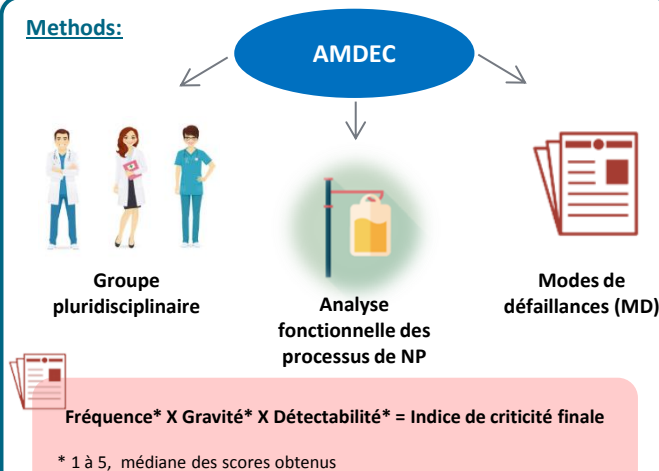 Methods:
AMDEC
Groupe
pluridisciplinaire
Analyse
fonctionnelle des
processus de NP
Modes de
défaillances (MD)
Fréquence* X Gravité* X Détectabilité* = Indice de criticité finale
* 1 à 5, médiane des scores obtenus